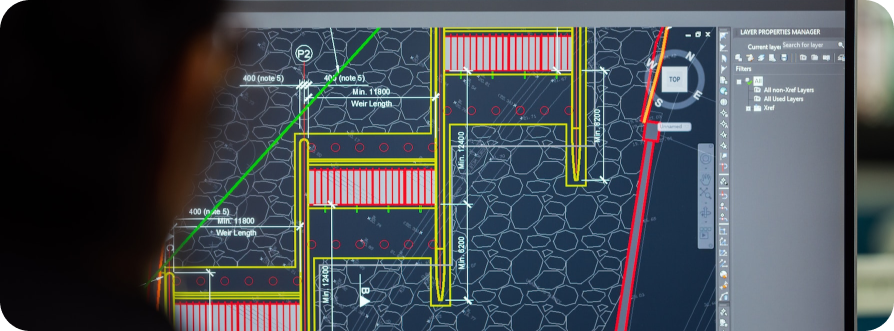 P2
400 (note 5)
400 (note 5)
Min. 11800
Weir Length
Min. 12400
Min. 8200
400 (note 5)
Min. 11800
Weir Length
Min. 6200
Min. 12400
B
N
W
TOP
S
E
LAYER PROPERTIES MANAGER
Current layer
Search for layer
Filters
All
All non-Xref Layers
All Used Layers
Xref
Unnamed